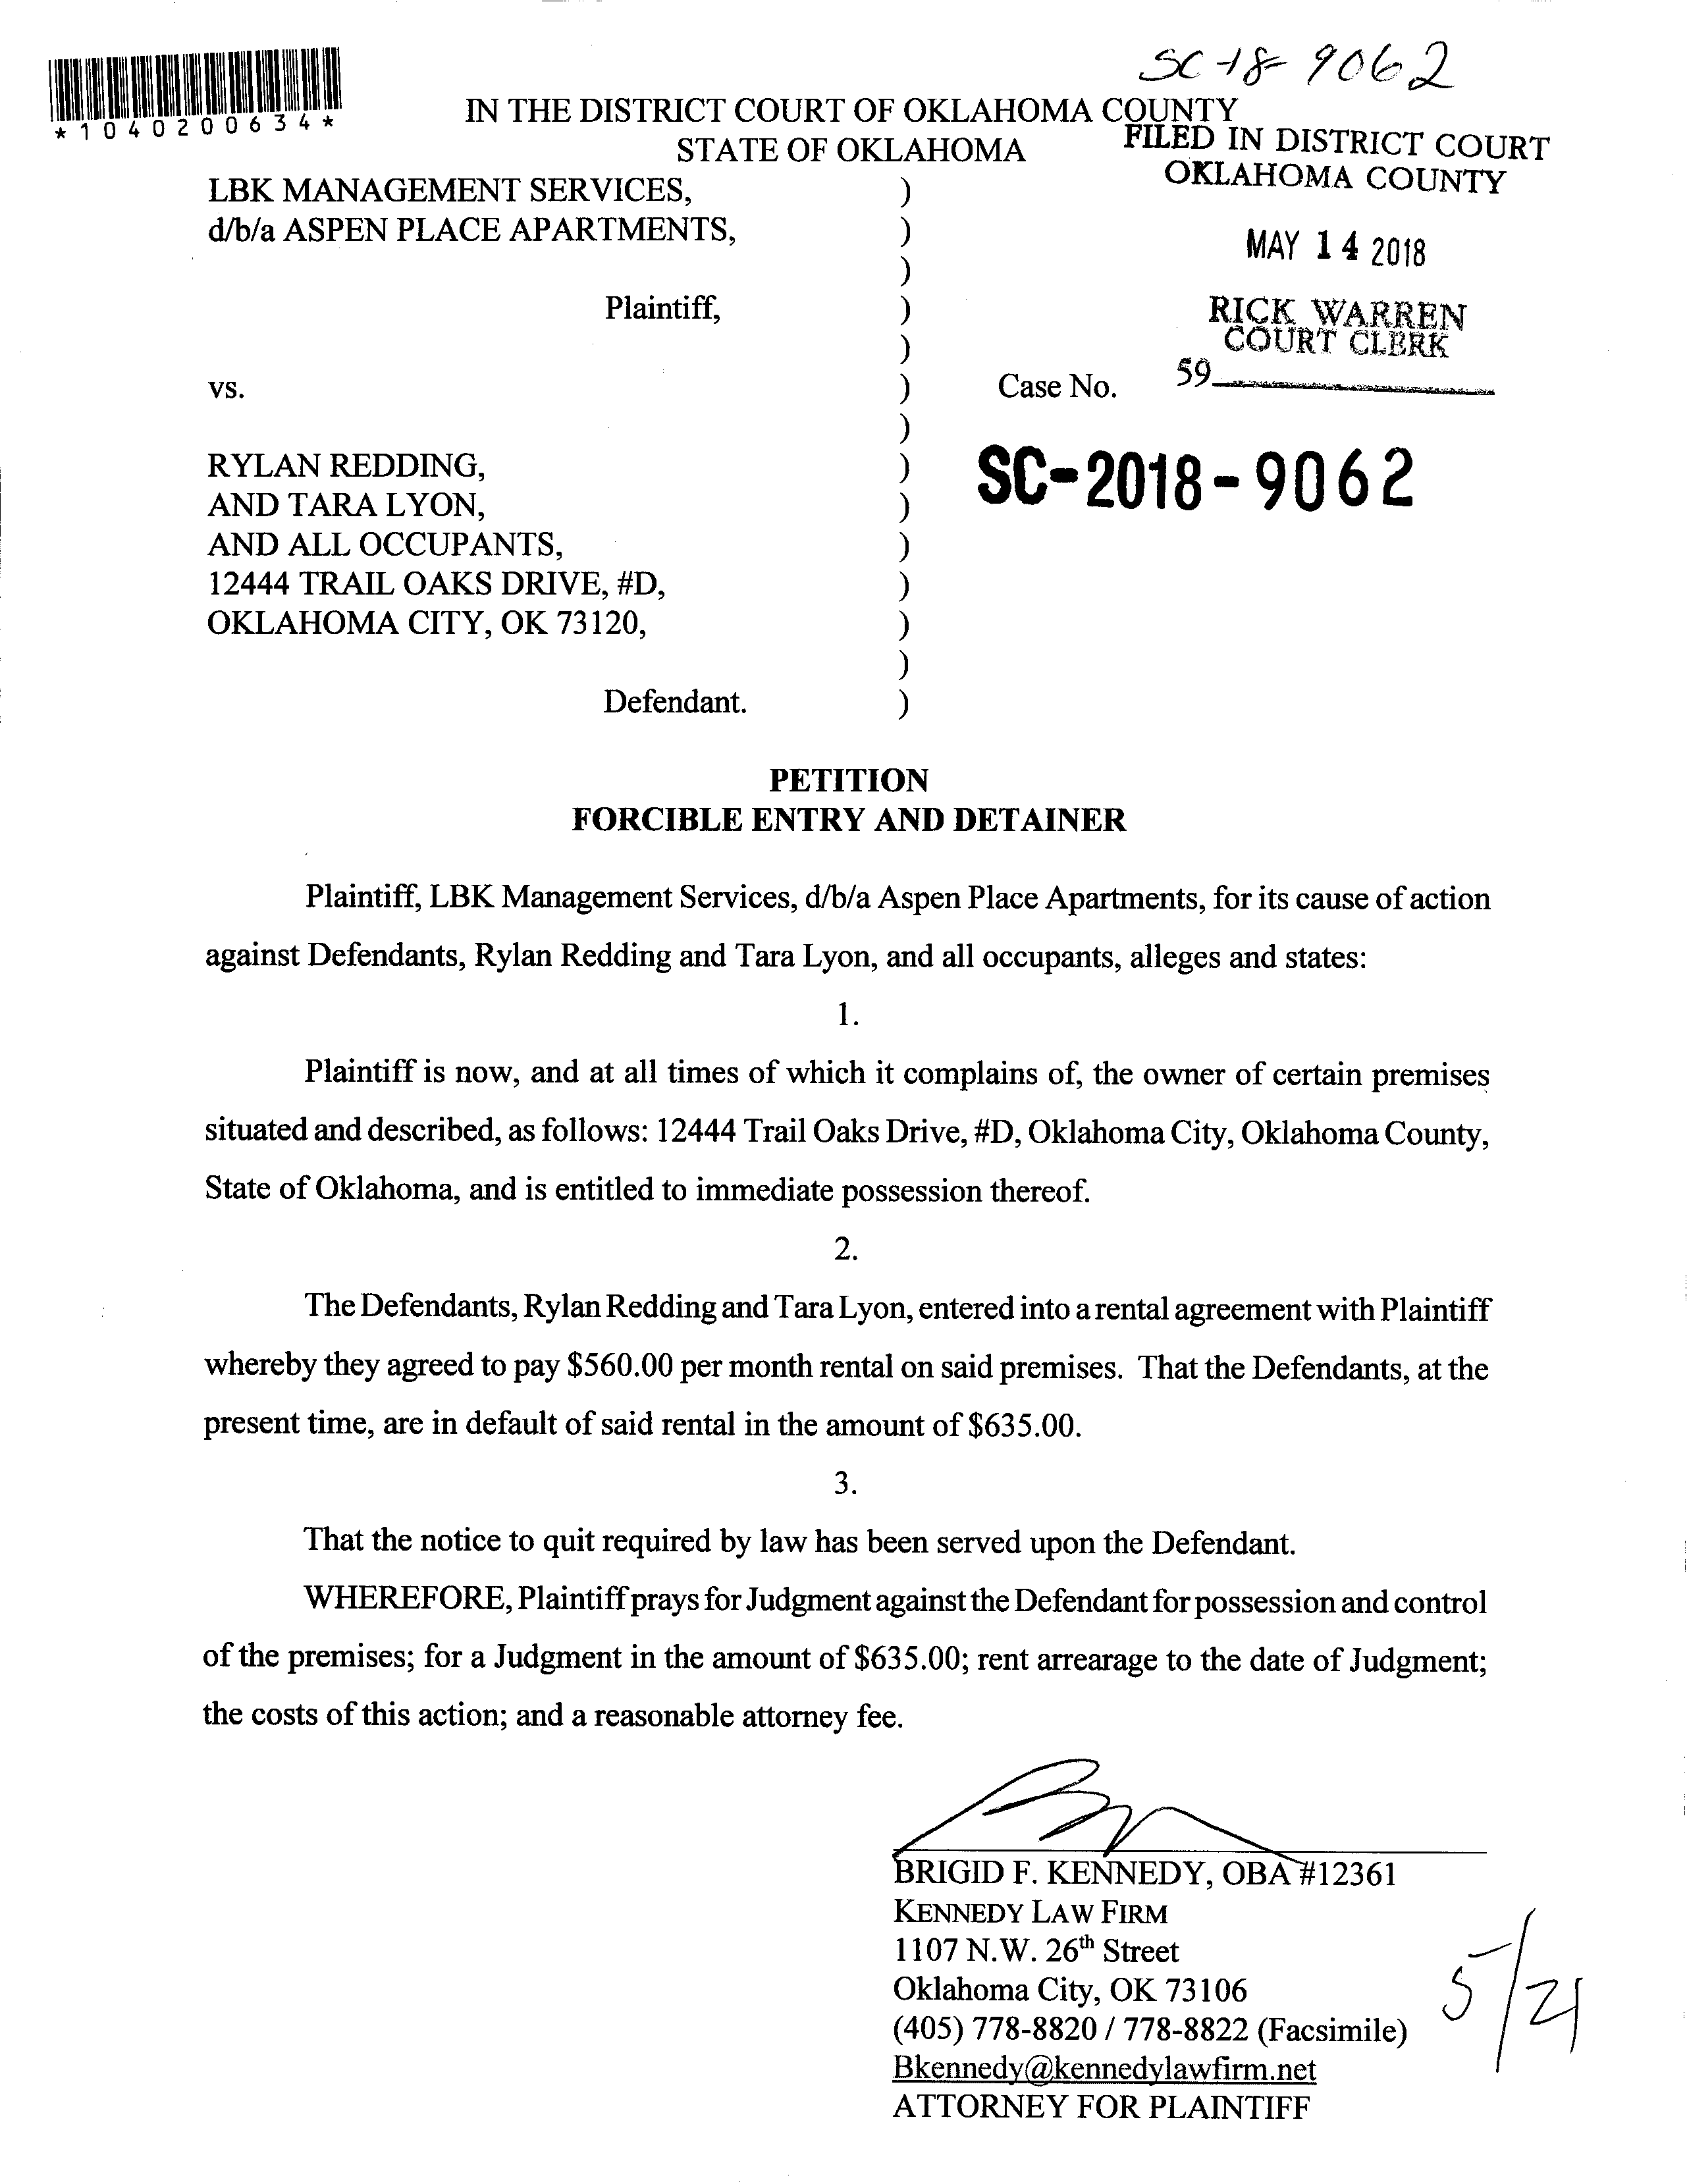 SC-18-9062
*1040200634*
IN THE DISTRICT COURT OF OKLAHOMA COUNTY
STATE OF OKLAHOMA
FILED IN DISTRICT COURT
OKLAHOMA COUNTY
MAY 14 2018
RICK WARREN
COURT CLERK
59
LBK MANAGEMENT SERVICES, )
d/b/a ASPEN PLACE APARTMENTS, )
)
Plaintiff, )
)
vs. ) Case No.
)
RYLAN REDDING, ) SC-2018-9062
AND TARA LYON, )
AND ALL OCCUPANTS, )
12444 TRAIL OAKS DRIVE, #D, )
OKLAHOMA CITY, OK 73120, )
)
Defendant. )
PETITION
FORCIBLE ENTRY AND DETAINER
Plaintiff, LBK Management Services, d/b/a Aspen Place Apartments, for its cause of action
against Defendants, Rylan Redding and Tara Lyon, and all occupants, alleges and states:
1.
Plaintiff is now, and at all times of which it complains of, the owner of certain premises
situated and described, as follows: 12444 Trail Oaks Drive, #D, Oklahoma City, Oklahoma County,
State of Oklahoma, and is entitled to immediate possession thereof.
2.
The Defendants, Rylan Redding and Tara Lyon, entered into a rental agreement with Plaintiff
whereby they agreed to pay $560.00 per month rental on said premises. That the Defendants, at the
present time, are in default of said rental in the amount of $635.00.
3.
That the notice to quit required by law has been served upon the Defendant.
WHEREFORE, Plaintiff prays for Judgment against the Defendant for possession and control
of the premises; for a Judgment in the amount of $635.00; rent arrearage to the date of Judgment;
the costs of this action; and a reasonable attorney fee.
BRIGID F. KENNEDY, OBA #12361
KENNEDY LAW FIRM
1107 N.W. 26th Street
Oklahoma City, OK 73106
(405) 778-8820 / 778-8822 (Facsimile)
Bkennedy@kennedylawfirm.net
ATTORNEY FOR PLAINTIFF
5/21